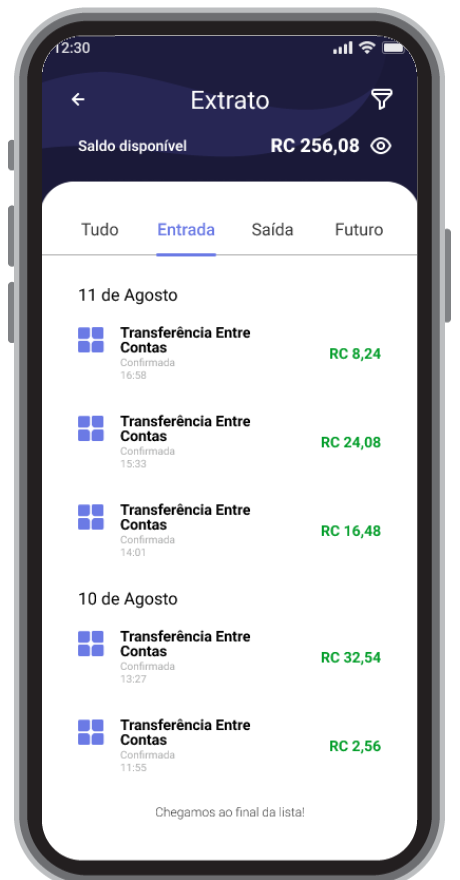 12:30
Extrato
Saldo disponível RC 256,08
Tudo Entrada Saída Futuro
11 de Agosto
Transferência Entre
Contas
Confirmada
16:58
RC 8,24
Transferência Entre
Contas
Confirmada
15:33
RC 24,08
Transferência Entre
Contas
Confirmada
14:01
RC 16,48
10 de Agosto
Transferência Entre
Contas
Confirmada
13:27
RC 32,54
Transferência Entre
Contas
Confirmada
11:55
RC 2,56
Chegamos ao final da lista!